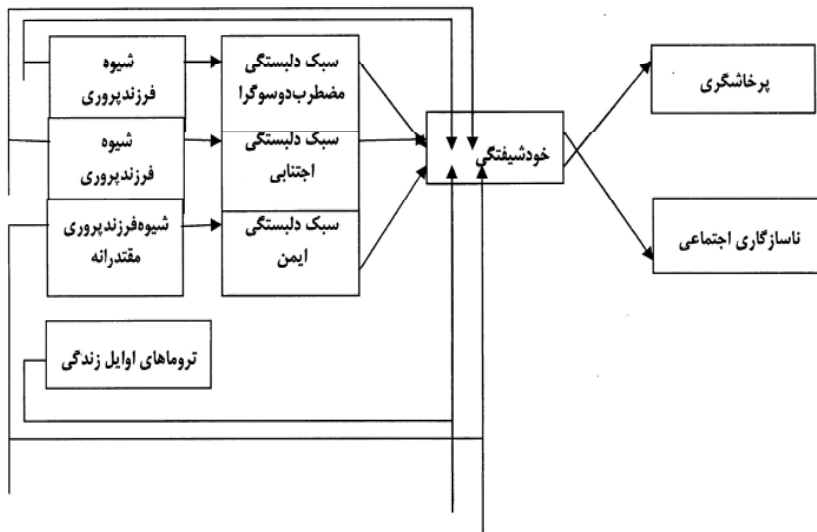 شیوه
فرزندپروری
سبک دلبستگی
مضطرب‌دوسوگرا
پرخاشگری
شیوه
فرزندپروری
سبک دلبستگی
اجتنابی
خودشیفتگی
شیوه‌فرزندپروری
مقتدرانه
سبک دلبستگی
ایمن
ناسازگاری اجتماعی
تروماهای اوایل زندگی